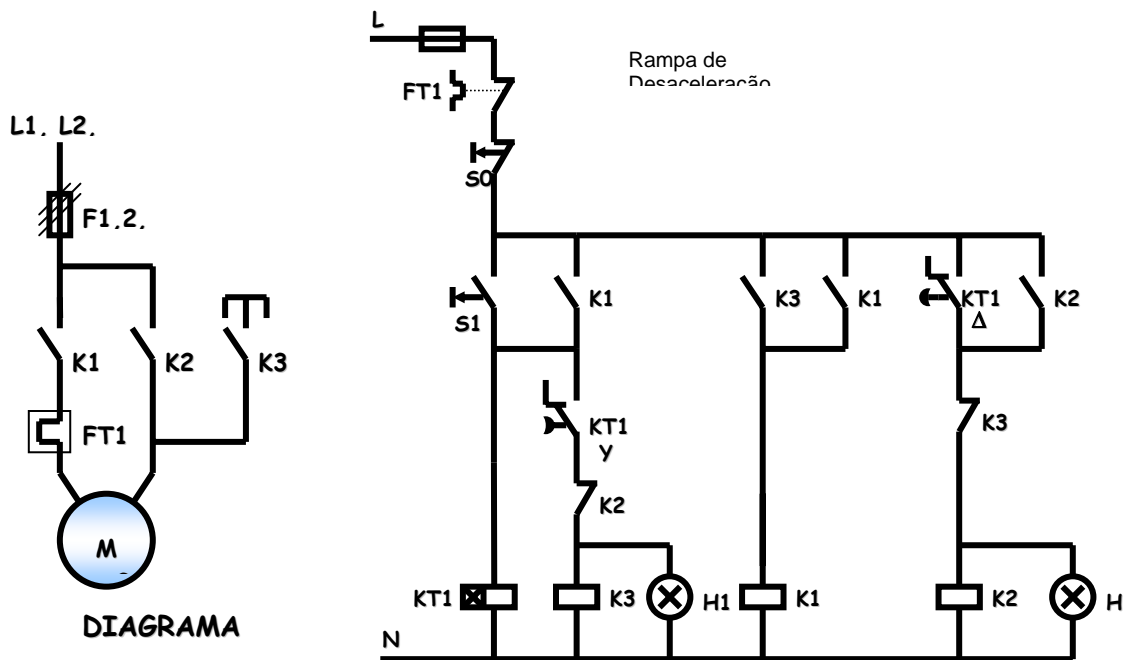 L
Rampa de
Desaceleração
FT1
L1, L2,
S0
F1,2,
K1
K3
K1
KT1
K2
S1
Δ
K1
K2
K3
K3
FT1
KT1
Y
K2
M
KT1
K3
H1
K1
K2
H
DIAGRAMA
N